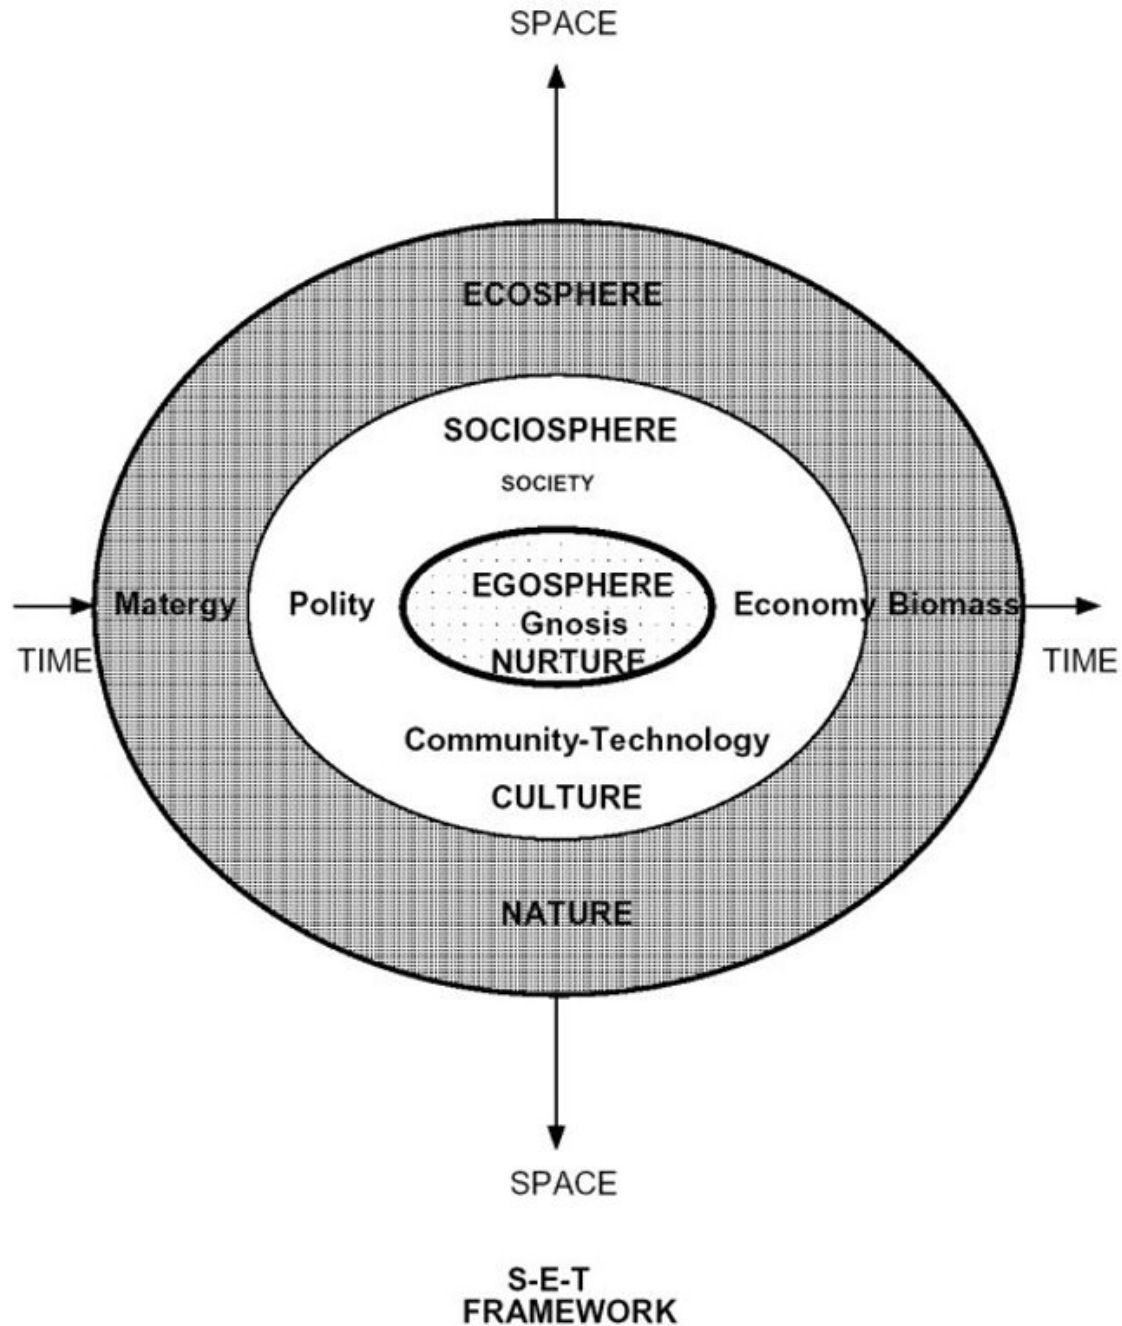 SPACE
ECOSPHERE
SOCIOSPHERE
SOCIETY
Matergy Polity EGOSPHERE Economy Biomass
Gnosis
TIME NURTURE TIME
Community-Technology
CULTURE
NATURE
SPACE
S-E-T
FRAMEWORK